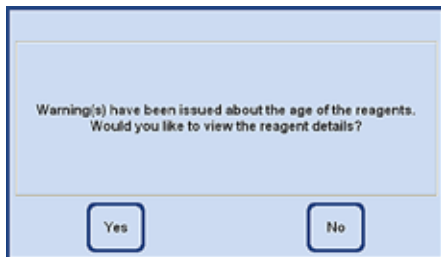 Warning(s) have been issued about the age of the reagents.
Would you like to view the reagent details?
Yes No